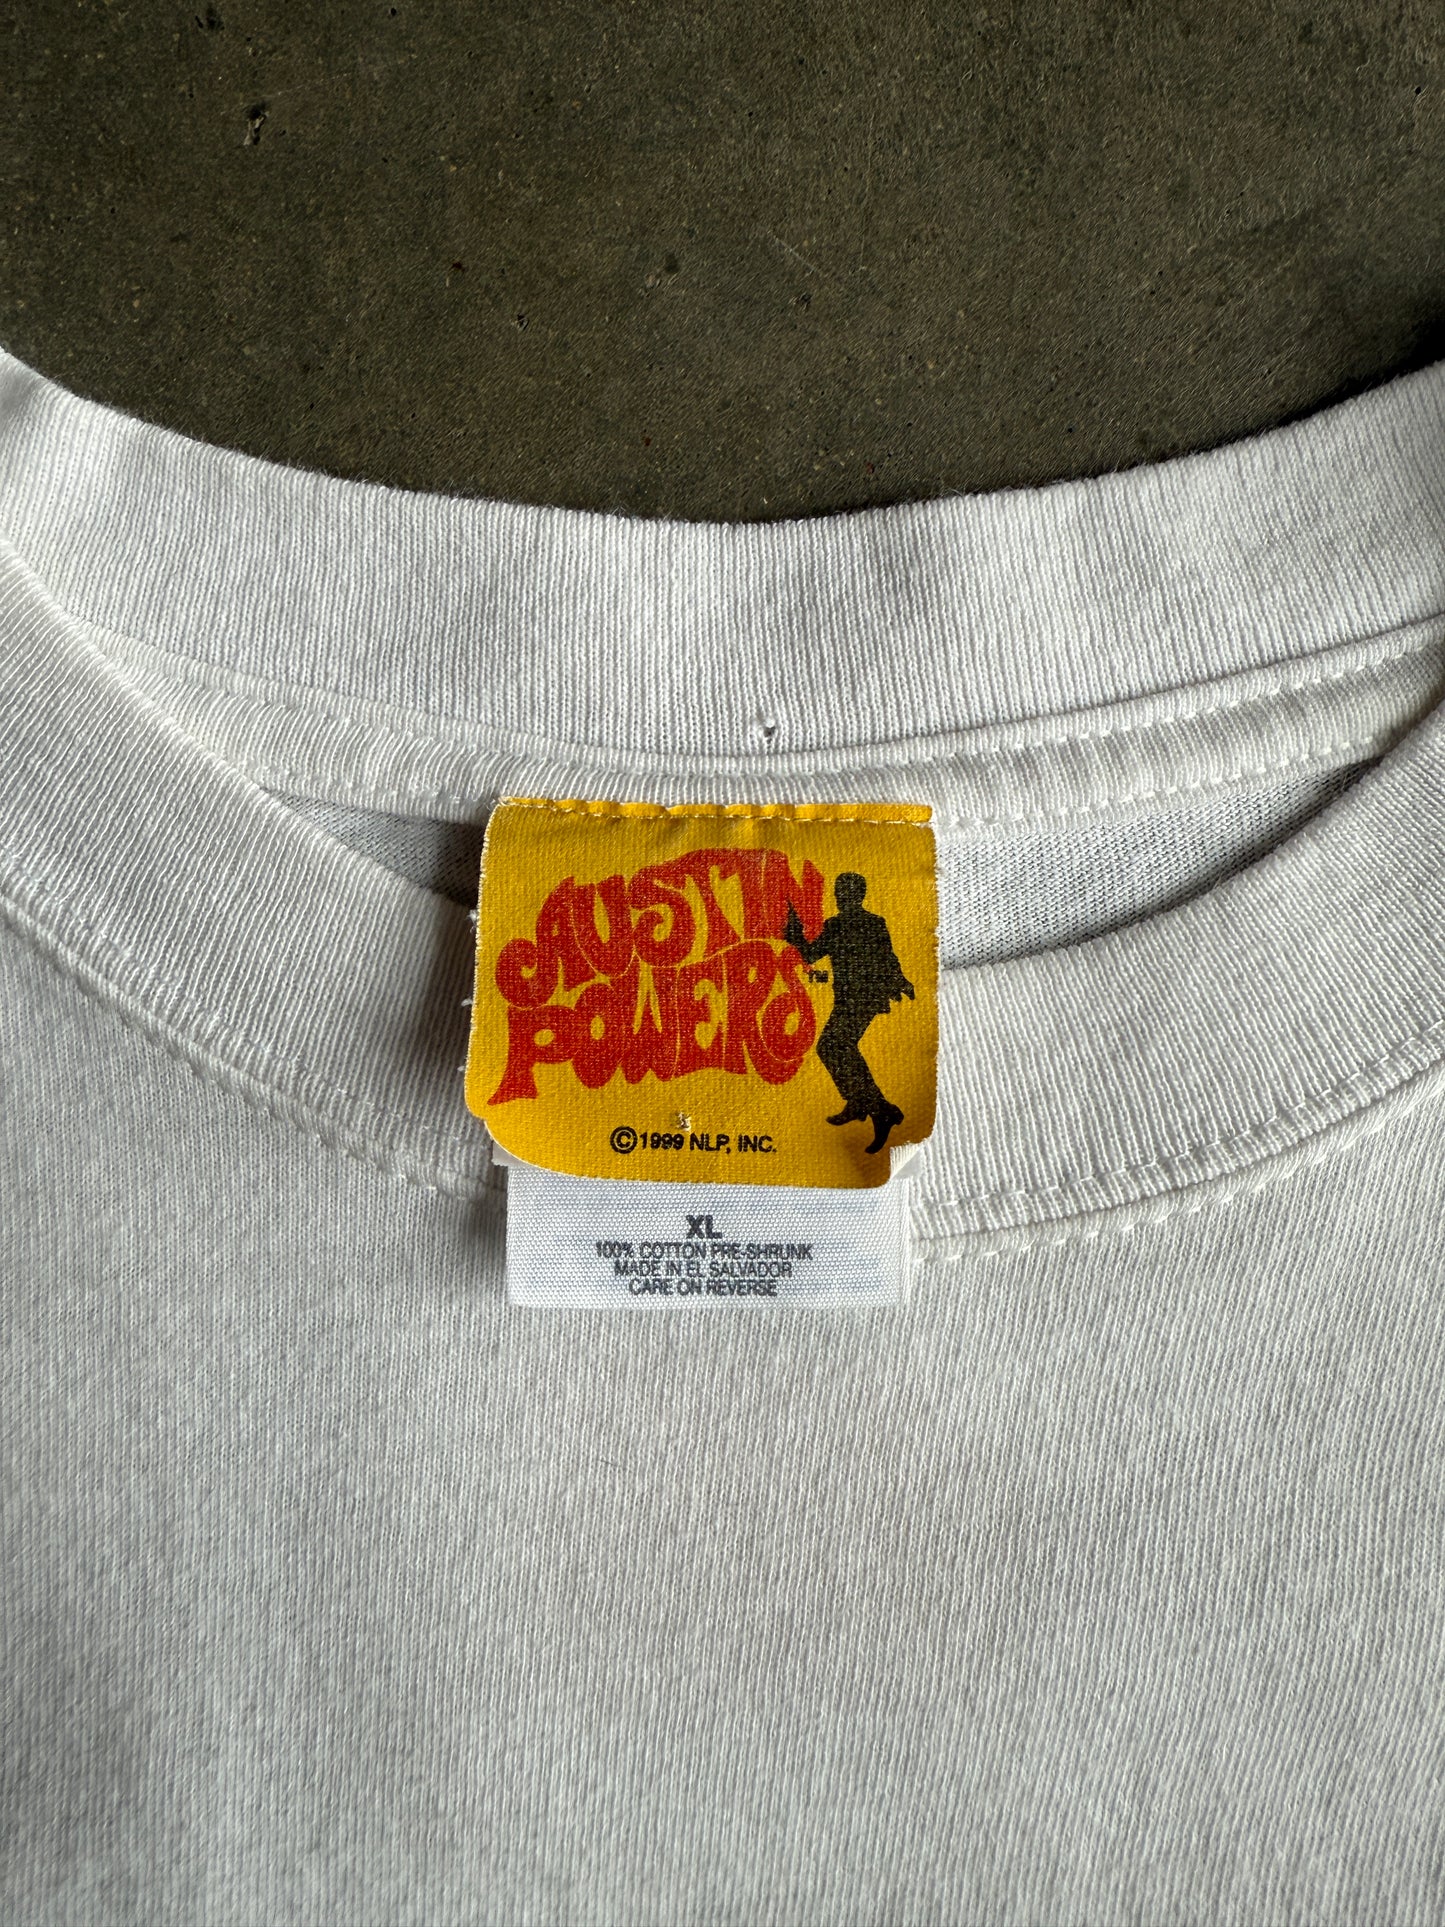 AUSTIN
POWERS™
©1999 NLP, INC.
XL
100% COTTON PRE-SHRUNK
MADE IN EL SALVADOR
CARE ON REVERSE